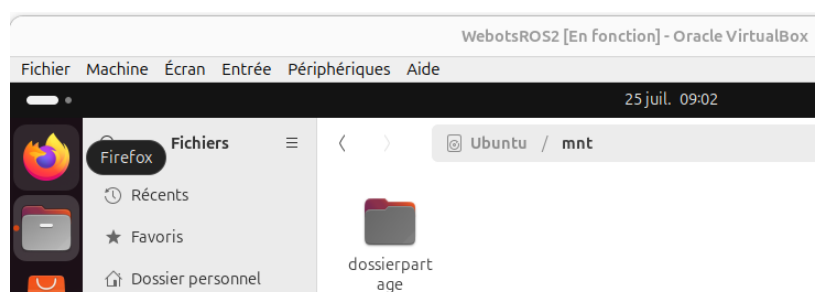 WebotsROS2 [En fonction] - Oracle VirtualBox
Fichier Machine Écran Entrée Périphériques Aide
25 juil. 09:02
Fichiers
Ubuntu / mnt
Firefox
Récents
Favoris
Dossier personnel
dossierpart
age